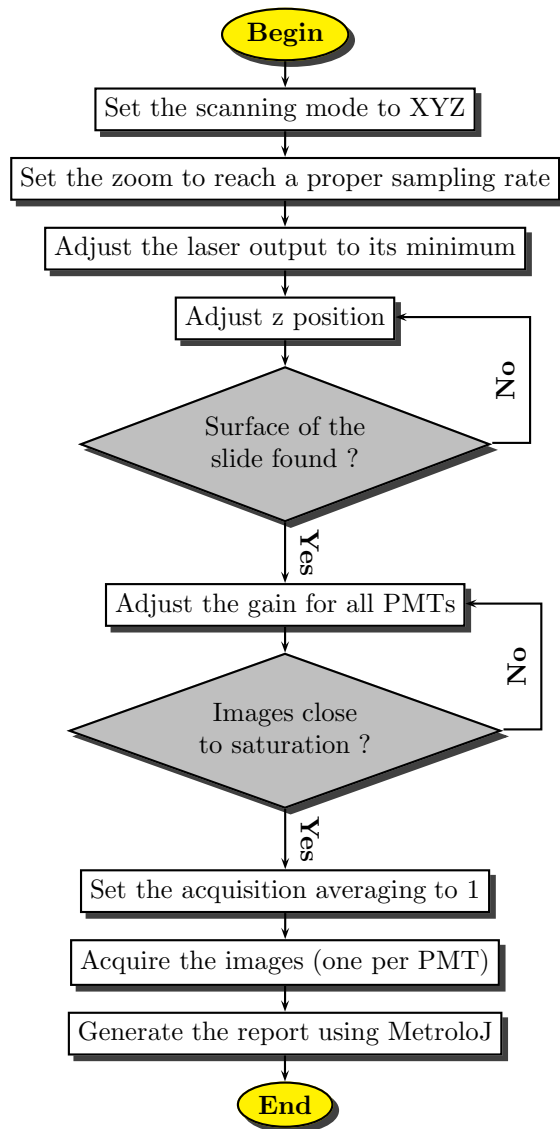 Begin
Set the scanning mode to XYZ
Set the zoom to reach a proper sampling rate
Adjust the laser output to its minimum
Adjust z position
No
Surface of the
slide found ?
Yes
Adjust the gain for all PMTs
No
Images close
to saturation ?
Yes
Set the acquisition averaging to 1
Acquire the images (one per PMT)
Generate the report using MetroloJ
End